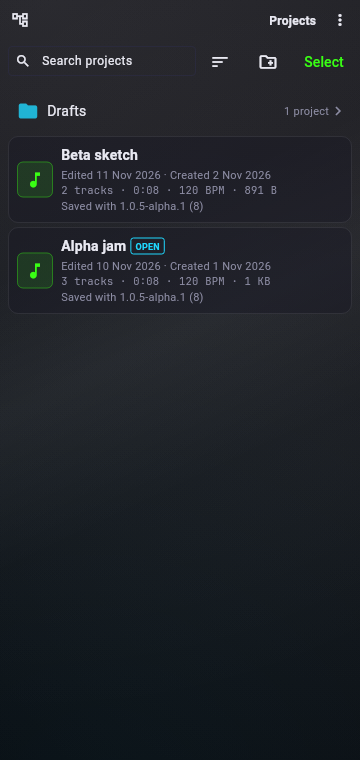 Projects
Search projects
Select
Drafts
1 project
Beta sketch
Edited 11 Nov 2026 · Created 2 Nov 2026
2 tracks · 0:08 · 120 BPM · 891 B
Saved with 1.0.5-alpha.1 (8)
Alpha jam OPEN
Edited 10 Nov 2026 · Created 1 Nov 2026
3 tracks · 0:08 · 120 BPM · 1 KB
Saved with 1.0.5-alpha.1 (8)